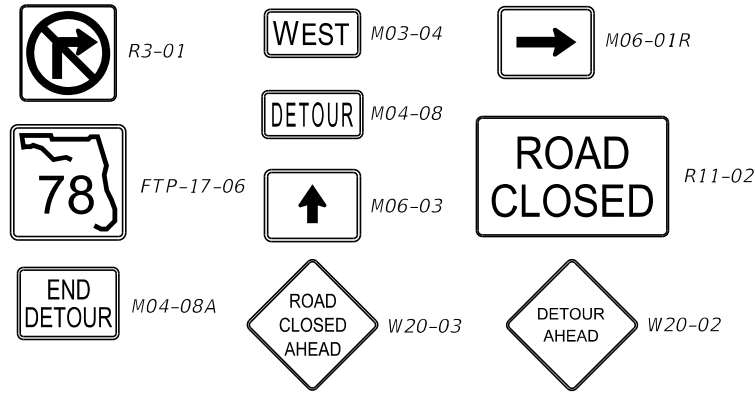 R3-01
WEST
M03-04
M06-01R
DETOUR
M04-08
78
FTP-17-06
M06-03
ROAD
CLOSED
R11-02
END
DETOUR
M04-08A
ROAD
CLOSED
AHEAD
W20-03
DETOUR
AHEAD
W20-02